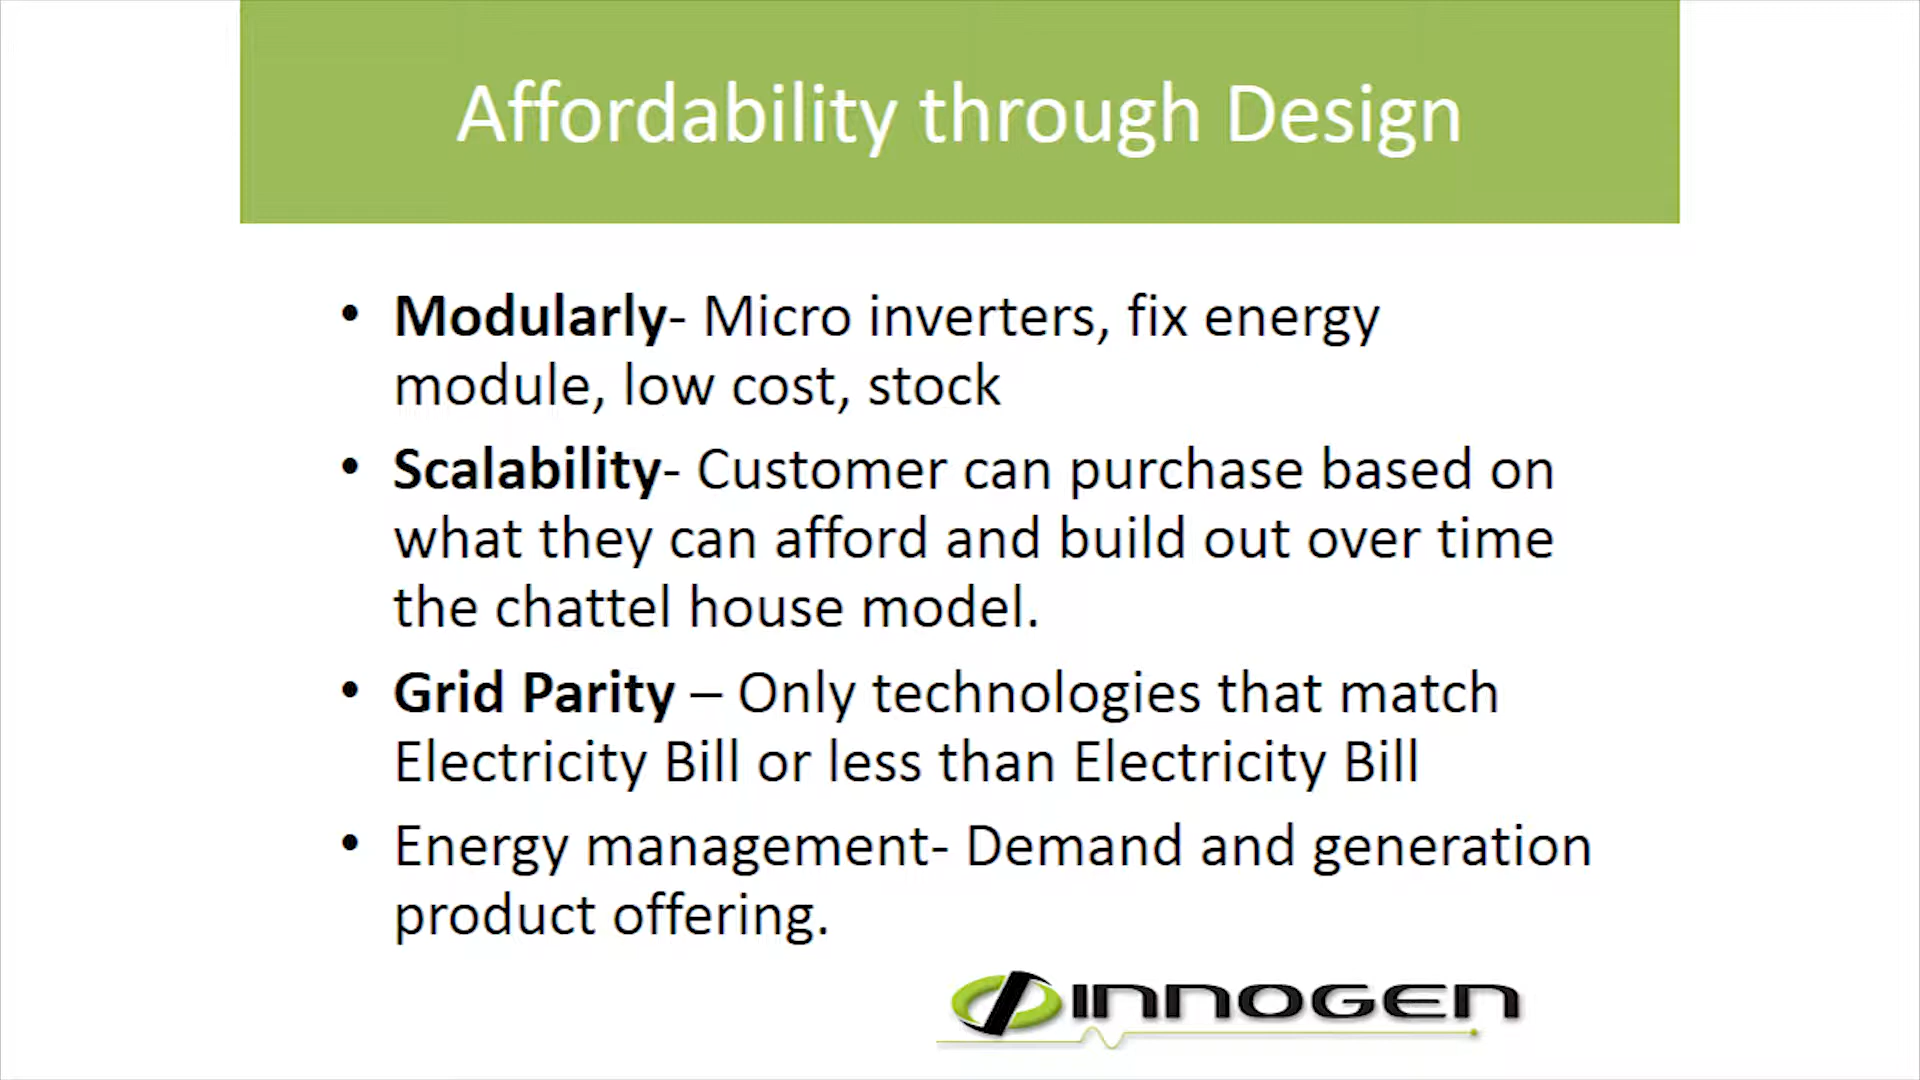 Affordability through Design
• Modularly- Micro inverters, fix energy
module, low cost, stock
• Scalability- Customer can purchase based on
what they can afford and build out over time
the chattel house model.
• Grid Parity – Only technologies that match
Electricity Bill or less than Electricity Bill
• Energy management- Demand and generation
product offering.
INNOGEN